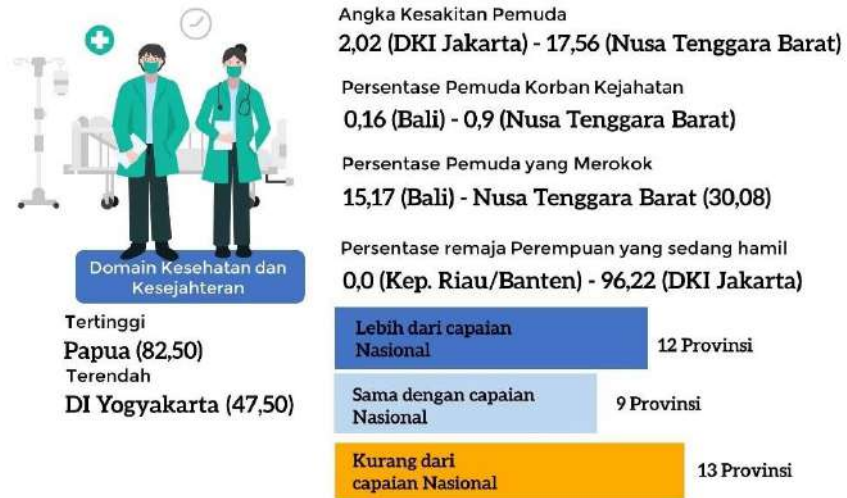 Angka Kesakitan Pemuda
2,02 (DKI Jakarta) - 17,56 (Nusa Tenggara Barat)
Persentase Pemuda Korban Kejahatan
0,16 (Bali) - 0,9 (Nusa Tenggara Barat)
Persentase Pemuda yang Merokok
15,17 (Bali) - Nusa Tenggara Barat (30,08)
Persentase remaja Perempuan yang sedang hamil
0,0 (Kep. Riau/Banten) - 96,22 (DKI Jakarta)
Domain Kesehatan dan
Kesejahteran
Tertinggi
Papua (82,50)
Terendah
DI Yogyakarta (47,50)
Lebih dari capaian
Nasional
12 Provinsi
Sama dengan capaian
Nasional
9 Provinsi
Kurang dari
capaian Nasional
13 Provinsi